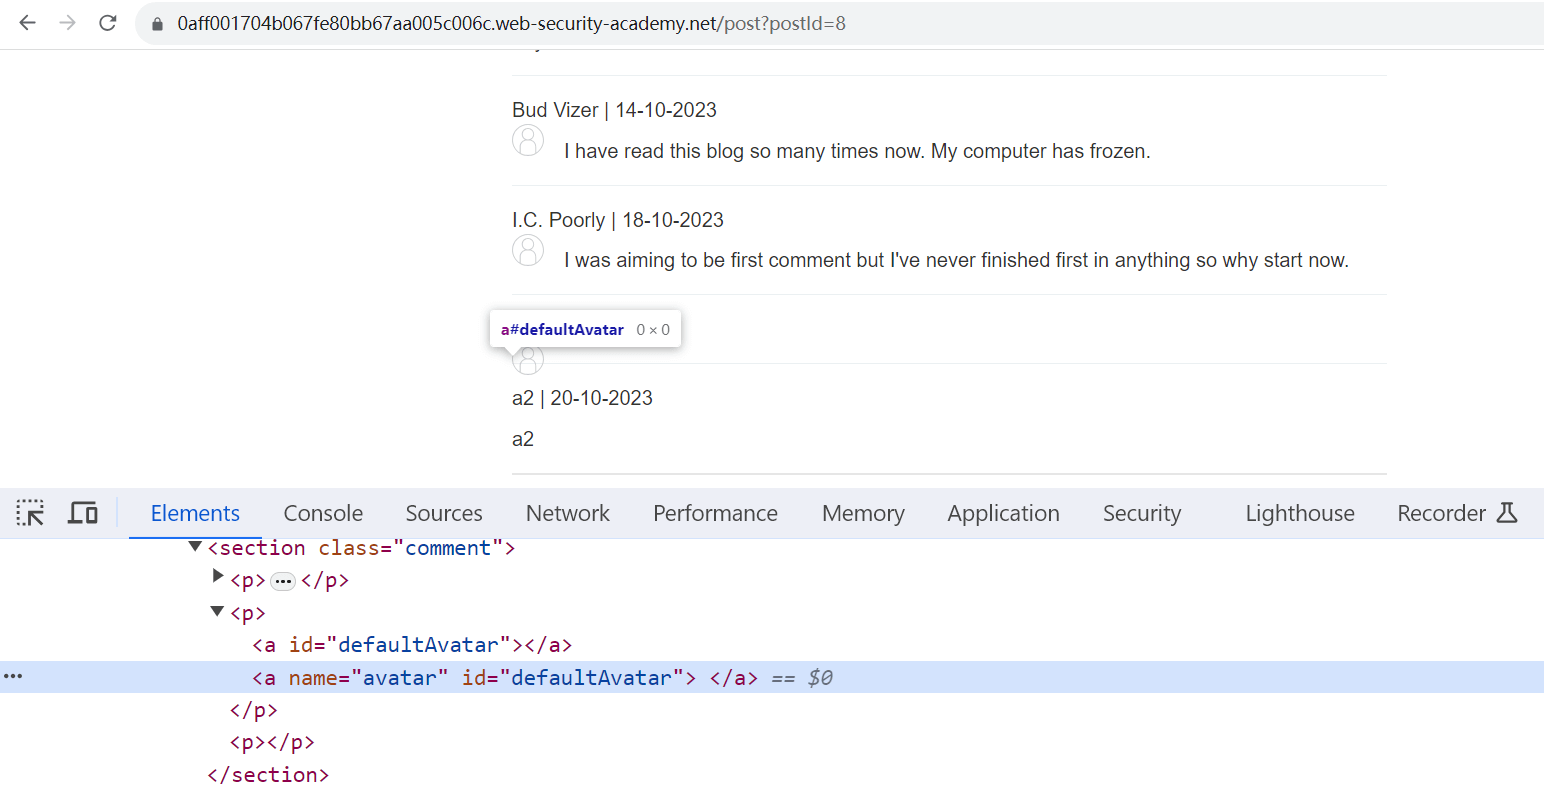 0aff001704b067fe80bb67aa005c006c.web-security-academy.net/post?postId=8
Bud Vizer | 14-10-2023
I have read this blog so many times now. My computer has frozen.
I.C. Poorly | 18-10-2023
I was aiming to be first comment but I've never finished first in anything so why start now.
a#defaultAvatar 0 × 0
a2 | 20-10-2023
a2
Elements Console Sources Network Performance Memory Application Security Lighthouse Recorder
<section class="comment">
<p> ••• </p>
<p>
<a id="defaultAvatar"></a>
••• <a name="avatar" id="defaultAvatar"> </a> == $0
</p>
<p></p>
</section>